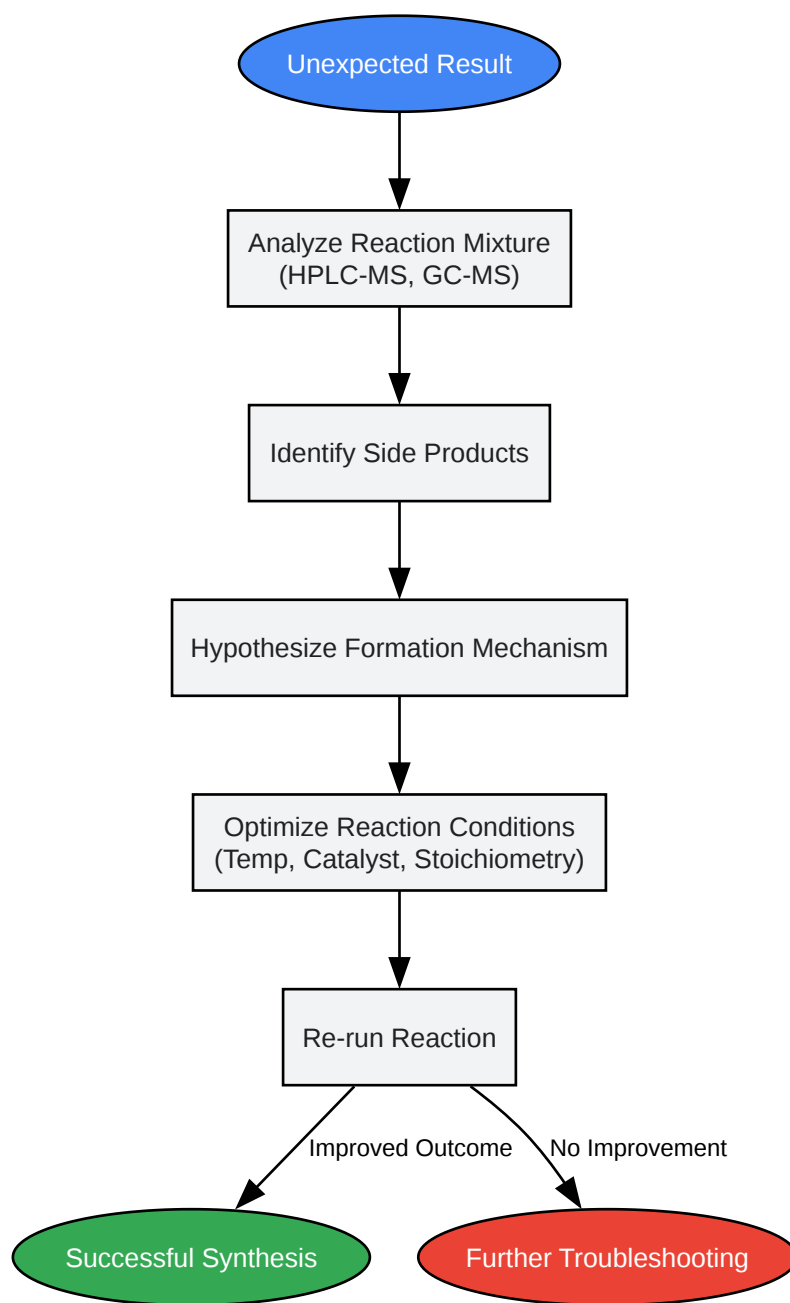 Unexpected Result
Analyze Reaction Mixture
(HPLC-MS, GC-MS)
Identify Side Products
Hypothesize Formation Mechanism
Optimize Reaction Conditions
(Temp, Catalyst, Stoichiometry)
Re-run Reaction
Improved Outcome
No Improvement
Successful Synthesis
Further Troubleshooting